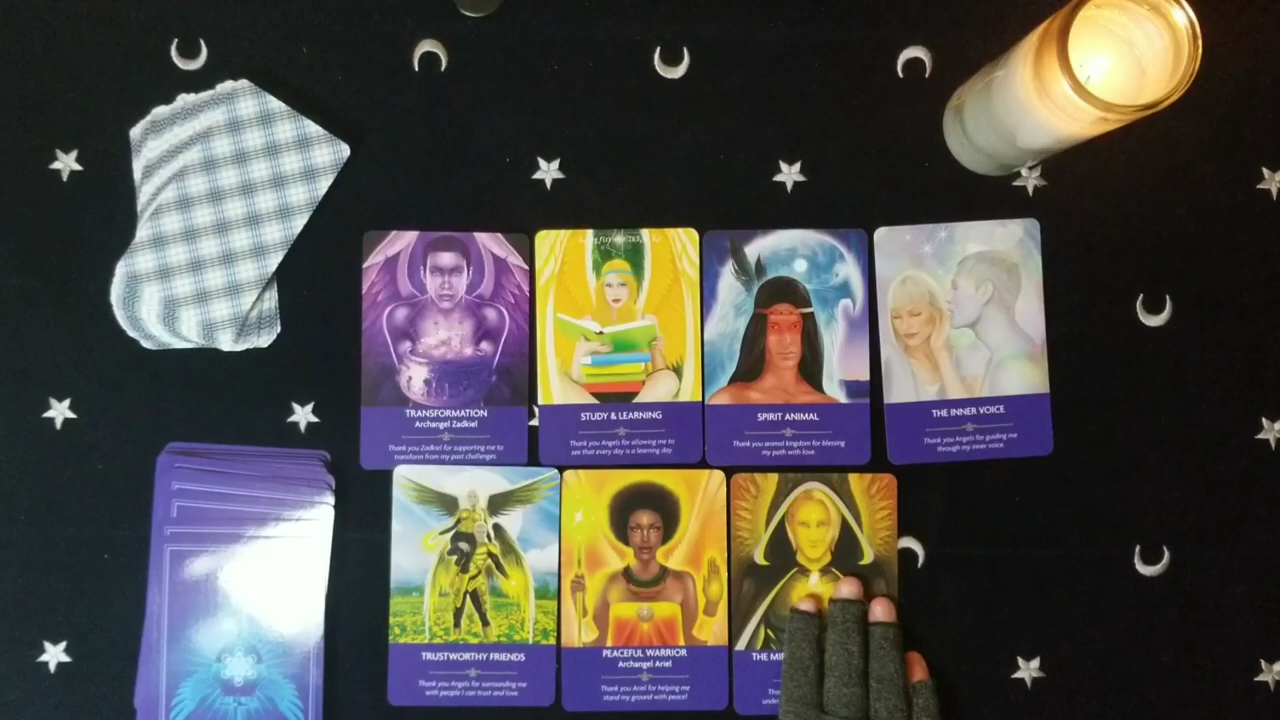 TRANSFORMATION
Archangel Zadkiel
Thank you Zadkiel for supporting me to
transform from my past challenges.
STUDY & LEARNING
Thank you Angels for allowing me to
see that every day is a learning day.
SPIRIT ANIMAL
Thank you animal kingdom for blessing
my path with love.
THE INNER VOICE
Thank you Angels for guiding me
through my inner voice.
TRUSTWORTHY FRIENDS
Thank you Angels for surrounding me
with people I can trust and love
PEACEFUL WARRIOR
Archangel Ariel
Thank you Ariel for helping me
stand my ground with peace!
THE